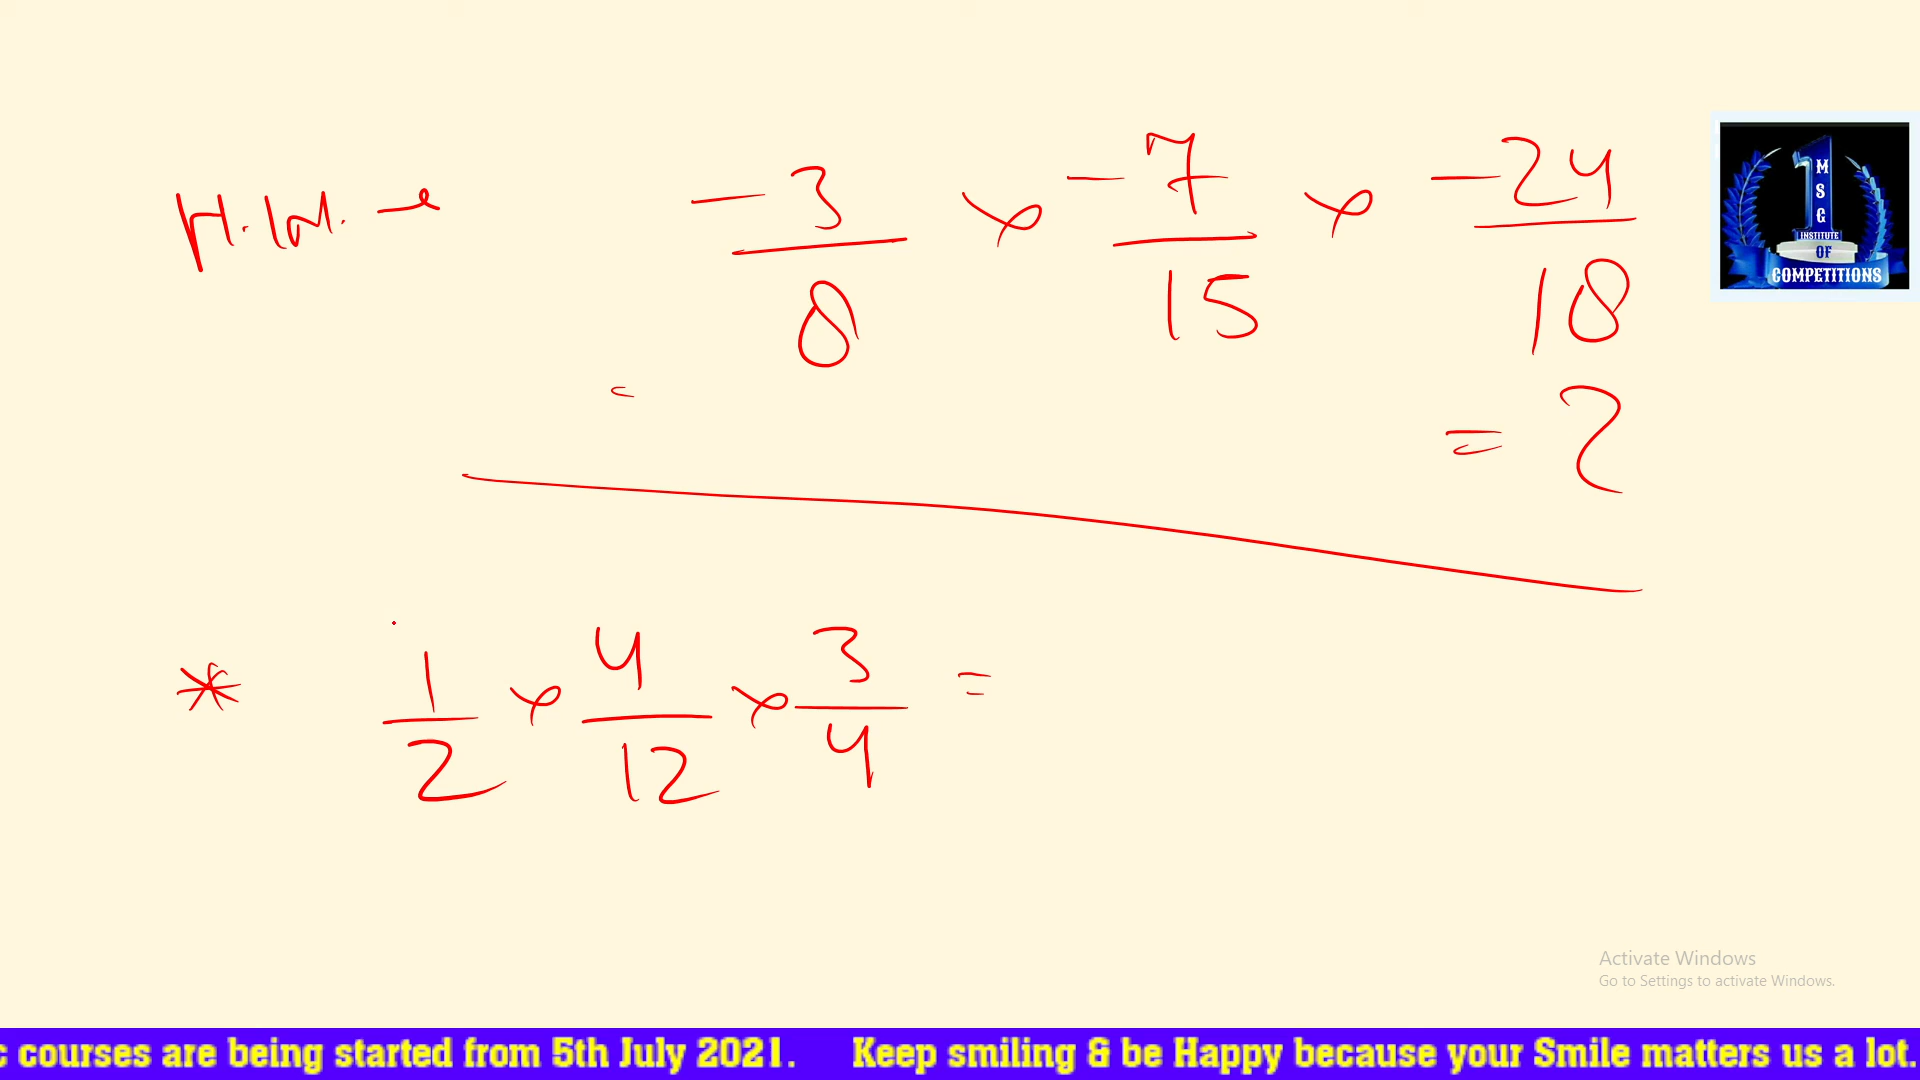 H.W. →
-3/8 × -7/15 × -24/18
=
= ?
* 1/2 × 4/12 × 3/4 =
1
MSG
INSTITUTE
OF
COMPETITIONS
Activate Windows
Go to Settings to activate Windows.
c courses are being started from 5th July 2021. Keep smiling & be Happy because your Smile matters us a lot.